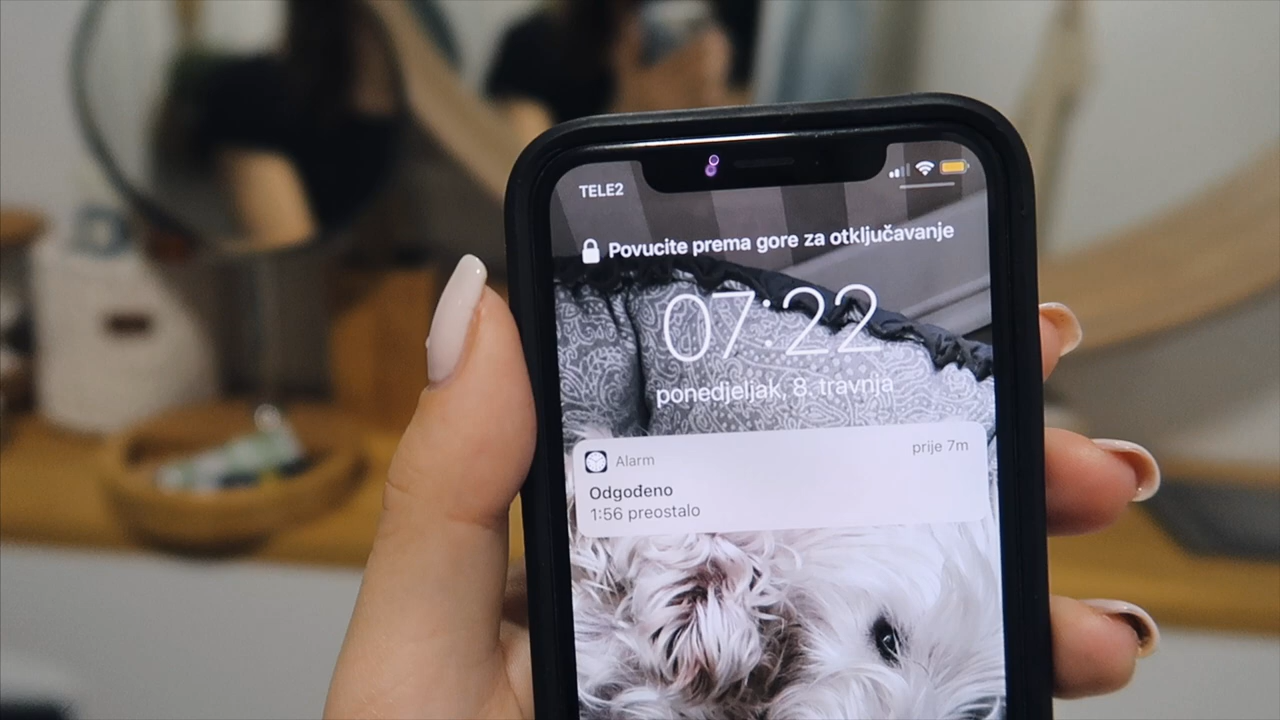 TELE2
Povucite prema gore za otključavanje
07:22
ponedjeljak, 8. travnja
Alarm
prije 7m
Odgođeno
1:56 preostalo